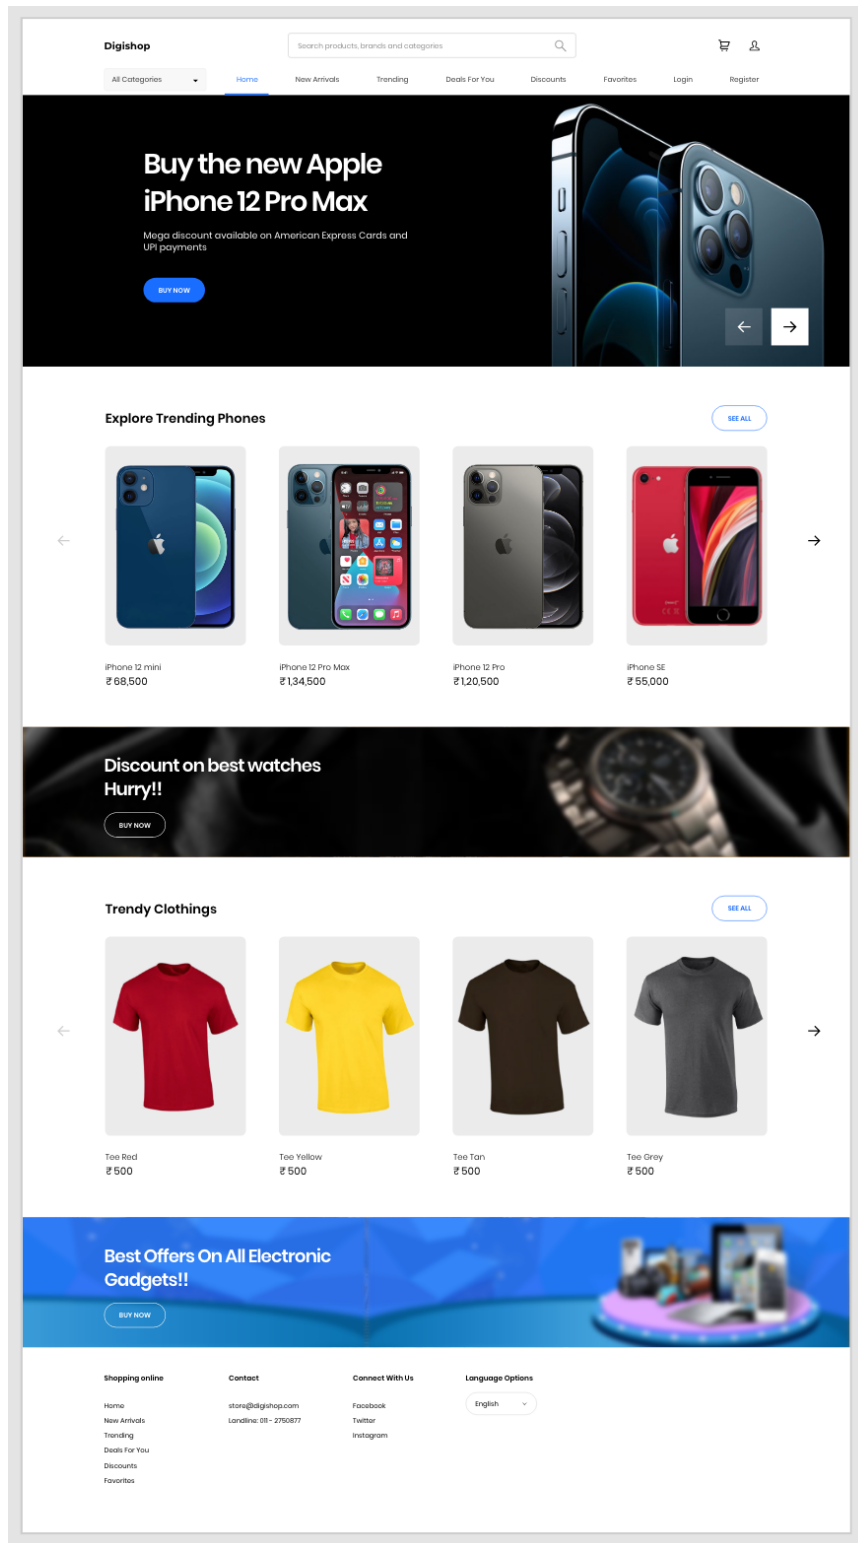 Digishop
Search products, brands and categories
All Categories
Home
New Arrivals
Trending
Deals For You
Discounts
Favorites
Login
Register
Buy the new Apple
iPhone 12 Pro Max
Mega discount available on American Express Cards and
UPI payments
BUY NOW
Explore Trending Phones
SEE ALL
iPhone 12 mini
₹ 68,500
iPhone 12 Pro Max
₹ 1,34,500
iPhone 12 Pro
₹ 1,20,500
iPhone SE
₹ 55,000
Discount on best watches
Hurry!!
BUY NOW
Trendy Clothings
SEE ALL
Tee Red
₹ 500
Tee Yellow
₹ 500
Tee Tan
₹ 500
Tee Grey
₹ 500
Best Offers On All Electronic
Gadgets!!
BUY NOW
Shopping online
Home
New Arrivals
Trending
Deals For You
Discounts
Favorites
Contact
store@digishop.com
Landline: 011 - 2750877
Connect With Us
Facebook
Twitter
Instagram
Language Options
English